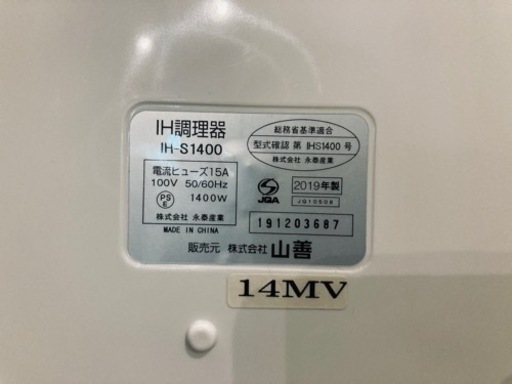 IH調理器
IH-S1400
電流ヒューズ15A
100V 50/60Hz
1400W
PS
E
株式会社 永泰産業
MADE IN CHINA
総務省基準適合
型式確認 第 IHS1400 号
株式会社 永泰産業
JQA
2019年製
JQ10508
191203687
販売元 株式会社 山善
14MV